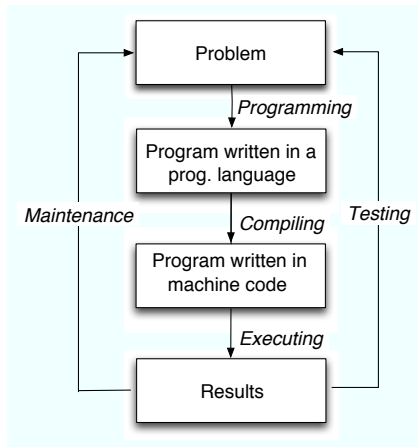 Problem
Programming
Program written in a
prog. language
Maintenance
Testing
Compiling
Program written in
machine code
Executing
Results